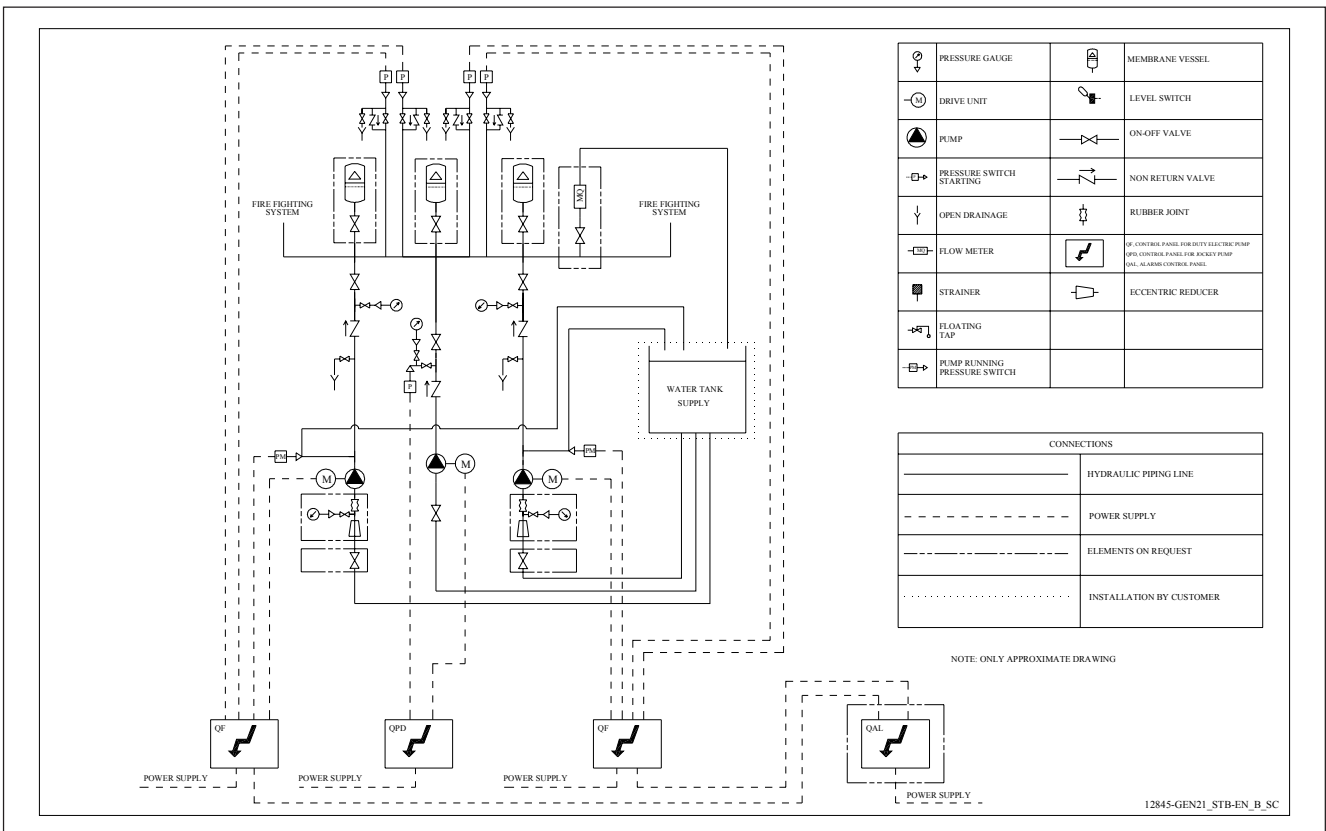 P
P
P
P
FIRE FIGHTING
SYSTEM
MQ
FIRE FIGHTING
SYSTEM
P
WATER TANK
SUPPLY
PM
PM
M
M
M
QF
QPD
QF
QAL
POWER SUPPLY
POWER SUPPLY
POWER SUPPLY
POWER SUPPLY
PRESSURE GAUGE
MEMBRANE VESSEL
M
DRIVE UNIT
LEVEL SWITCH
PUMP
ON-OFF VALVE
P
PRESSURE SWITCH
STARTING
NON RETURN VALVE
OPEN DRAINAGE
RUBBER JOINT
MQ
FLOW METER
QF, CONTROL PANEL FOR DUTY ELECTRIC PUMP
QPD, CONTROL PANEL FOR JOCKEY PUMP
QAL, ALARMS CONTROL PANEL
STRAINER
ECCENTRIC REDUCER
FLOATING
TAP
PM
PUMP RUNNING
PRESSURE SWITCH
CONNECTIONS
HYDRAULIC PIPING LINE
POWER SUPPLY
ELEMENTS ON REQUEST
INSTALLATION BY CUSTOMER
NOTE: ONLY APPROXIMATE DRAWING
12845-GEN21_STB-EN_B_SC